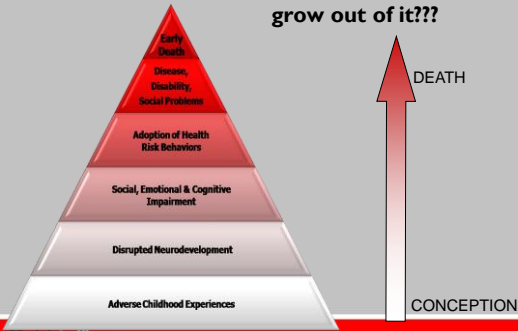 grow out of it???
Early
Death
Disease,
Disability,
Social Problems
Adoption of Health
Risk Behaviors
Social, Emotional & Cognitive
Impairment
Disrupted Neurodevelopment
Adverse Childhood Experiences
DEATH
CONCEPTION